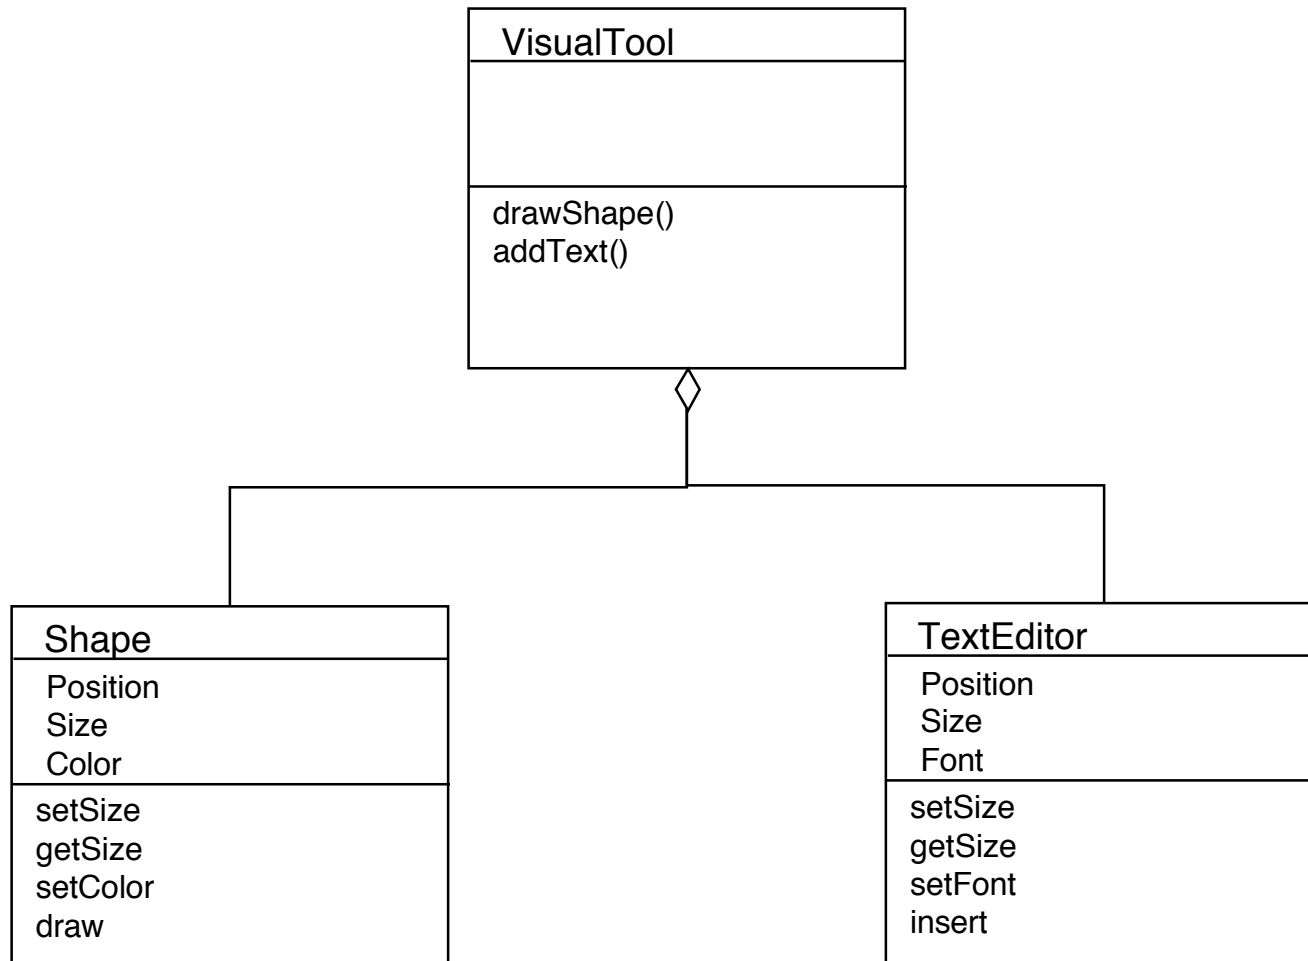 VisualTool
drawShape()
addText()
Shape
Position
Size
Color
setSize
getSize
setColor
draw
TextEditor
Position
Size
Font
setSize
getSize
setFont
insert